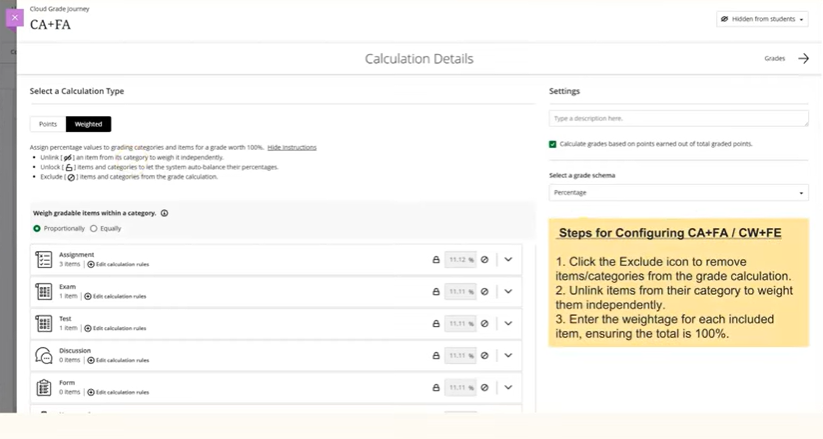 Cloud Grade Journey
CA+FA
Hidden from students
Calculation Details
Grades
Select a Calculation Type
Settings
Points
Weighted
Type a description here.
Assign percentage values to grading categories and items for a grade worth 100%. Hide Instructions
Unlink [ ] an item from its category to weigh it independently.
Unlock [ ] items and categories to let the system auto-balance their percentages.
Exclude [ ] items and categories from the grade calculation.
Calculate grades based on points earned out of total graded points.
Select a grade schema
Percentage
Weigh gradable items within a category.
Proportionally
Equally
Steps for Configuring CA+FA / CW+FE
1. Click the Exclude icon to remove
items/categories from the grade calculation.
2. Unlink items from their category to weight
them independently.
3. Enter the weightage for each included
item, ensuring the total is 100%.
Assignment
3 items | Edit calculation rules
11.12 %
Exam
1 item | Edit calculation rules
11.11 %
Test
1 item | Edit calculation rules
11.11 %
Discussion
0 items | Edit calculation rules
11.11 %
Form
0 items | Edit calculation rules
11.11 %